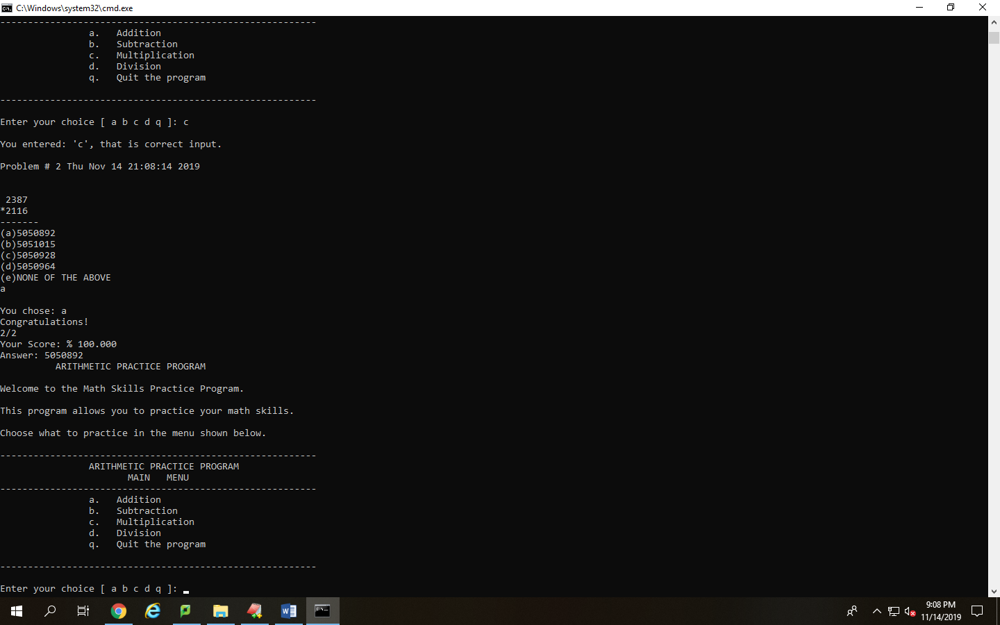 C:\Windows\system32\cmd.exe
---------------------------------------------------------
                a.   Addition
                b.   Subtraction
                c.   Multiplication
                d.   Division
                q.   Quit the program
---------------------------------------------------------
Enter your choice [ a b c d q ]: c
You entered: 'c', that is correct input.
Problem # 2 Thu Nov 14 21:08:14 2019
 2387
*2116
-------
(a)5050892
(b)5051015
(c)5050928
(d)5050964
(e)NONE OF THE ABOVE
a
You chose: a
Congratulations!
2/2
Your Score: % 100.000
Answer: 5050892
          ARITHMETIC PRACTICE PROGRAM
Welcome to the Math Skills Practice Program.
This program allows you to practice your math skills.
Choose what to practice in the menu shown below.
---------------------------------------------------------
                ARITHMETIC PRACTICE PROGRAM
                       MAIN   MENU
---------------------------------------------------------
                a.   Addition
                b.   Subtraction
                c.   Multiplication
                d.   Division
                q.   Quit the program
---------------------------------------------------------
Enter your choice [ a b c d q ]: _
9:08 PM
11/14/2019